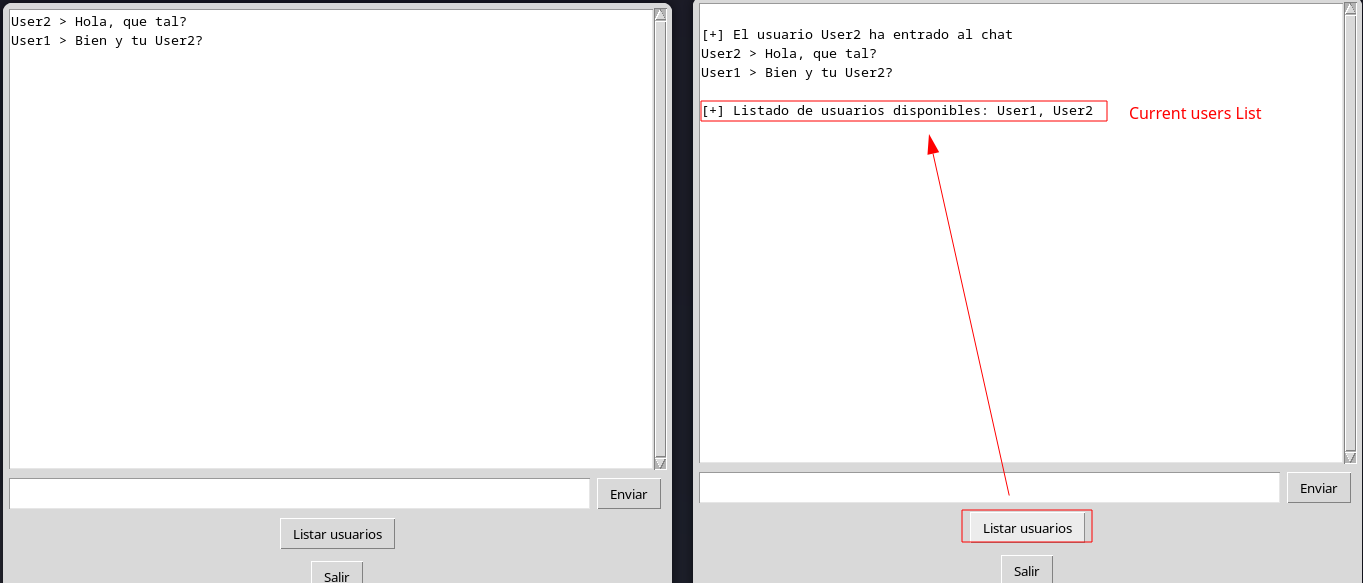 User2 > Hola, que tal?
User1 > Bien y tu User2?
Enviar
Listar usuarios
Salir
[+] El usuario User2 ha entrado al chat
User2 > Hola, que tal?
User1 > Bien y tu User2?
[+] Listado de usuarios disponibles: User1, User2
Current users List
Enviar
Listar usuarios
Salir